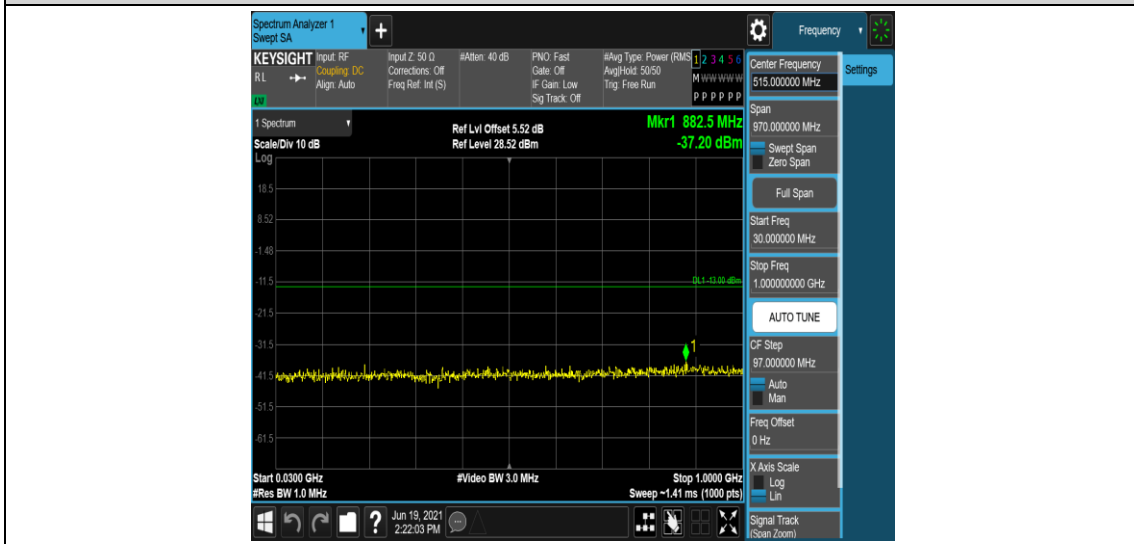 Spectrum Analyzer 1
Swept SA
+
Frequency
KEYSIGHT
RL
LXI
Input: RF
Coupling: DC
Align: Auto
Input Z: 50 Ω
Corrections: Off
Freq Ref: Int (S)
#Atten: 40 dB
PNO: Fast
Gate: Off
IF Gain: Low
Sig Track: Off
#Avg Type: Power (RMS
Avg|Hold: 50/50
Trig: Free Run
1 2 3 4 5 6
M W W W W W
P P P P P P
1 Spectrum
Scale/Div 10 dB
Log
Ref Lvl Offset 5.52 dB
Ref Level 28.52 dBm
Mkr1 882.5 MHz
-37.20 dBm
18.5
8.52
-1.48
-11.5
DL1 -13.00 dBm
-21.5
-31.5
1
-41.5
-51.5
-61.5
Start 0.0300 GHz
#Res BW 1.0 MHz
#Video BW 3.0 MHz
Stop 1.0000 GHz
Sweep ~1.41 ms (1000 pts)
?
Jun 19, 2021
2:22:03 PM
Center Frequency
515.000000 MHz
Settings
Span
970.000000 MHz
Swept Span
Zero Span
Full Span
Start Freq
30.000000 MHz
Stop Freq
1.000000000 GHz
AUTO TUNE
CF Step
97.000000 MHz
Auto
Man
Freq Offset
0 Hz
X Axis Scale
Log
Lin
Signal Track
(Span Zoom)